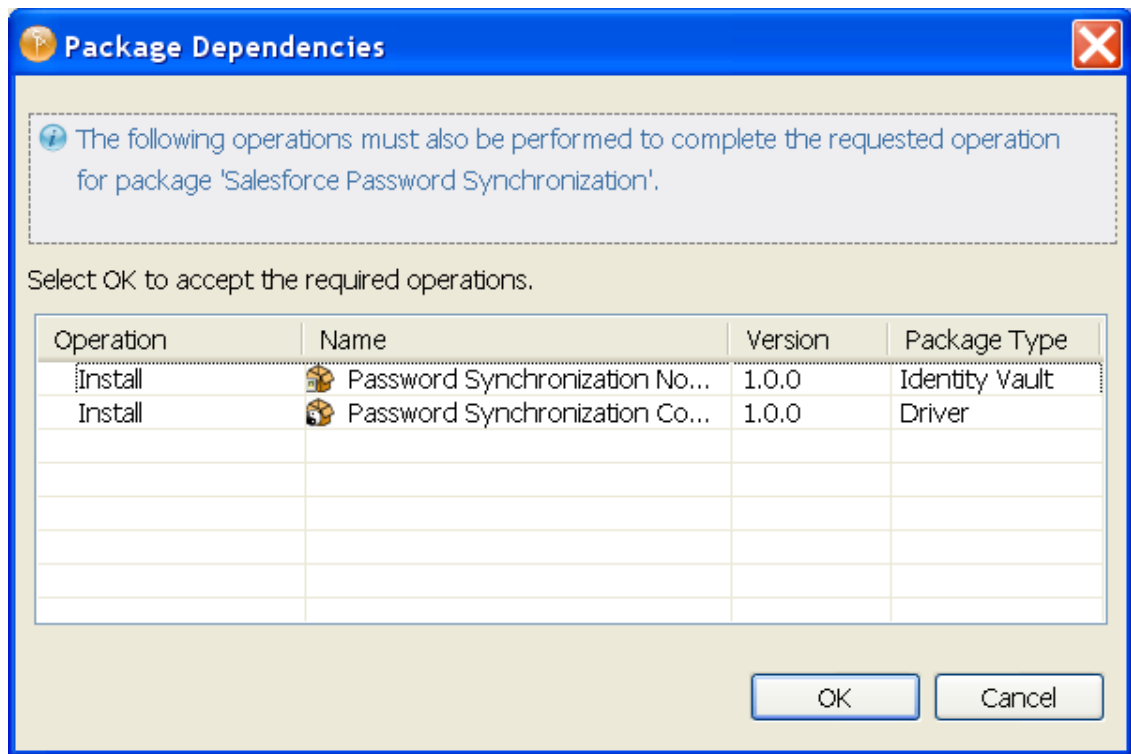 Package Dependencies
The following operations must also be performed to complete the requested operation
for package 'Salesforce Password Synchronization'.
Select OK to accept the required operations.
Operation Name Version Package Type
Install Password Synchronization No... 1.0.0 Identity Vault
Install Password Synchronization Co... 1.0.0 Driver
OK Cancel